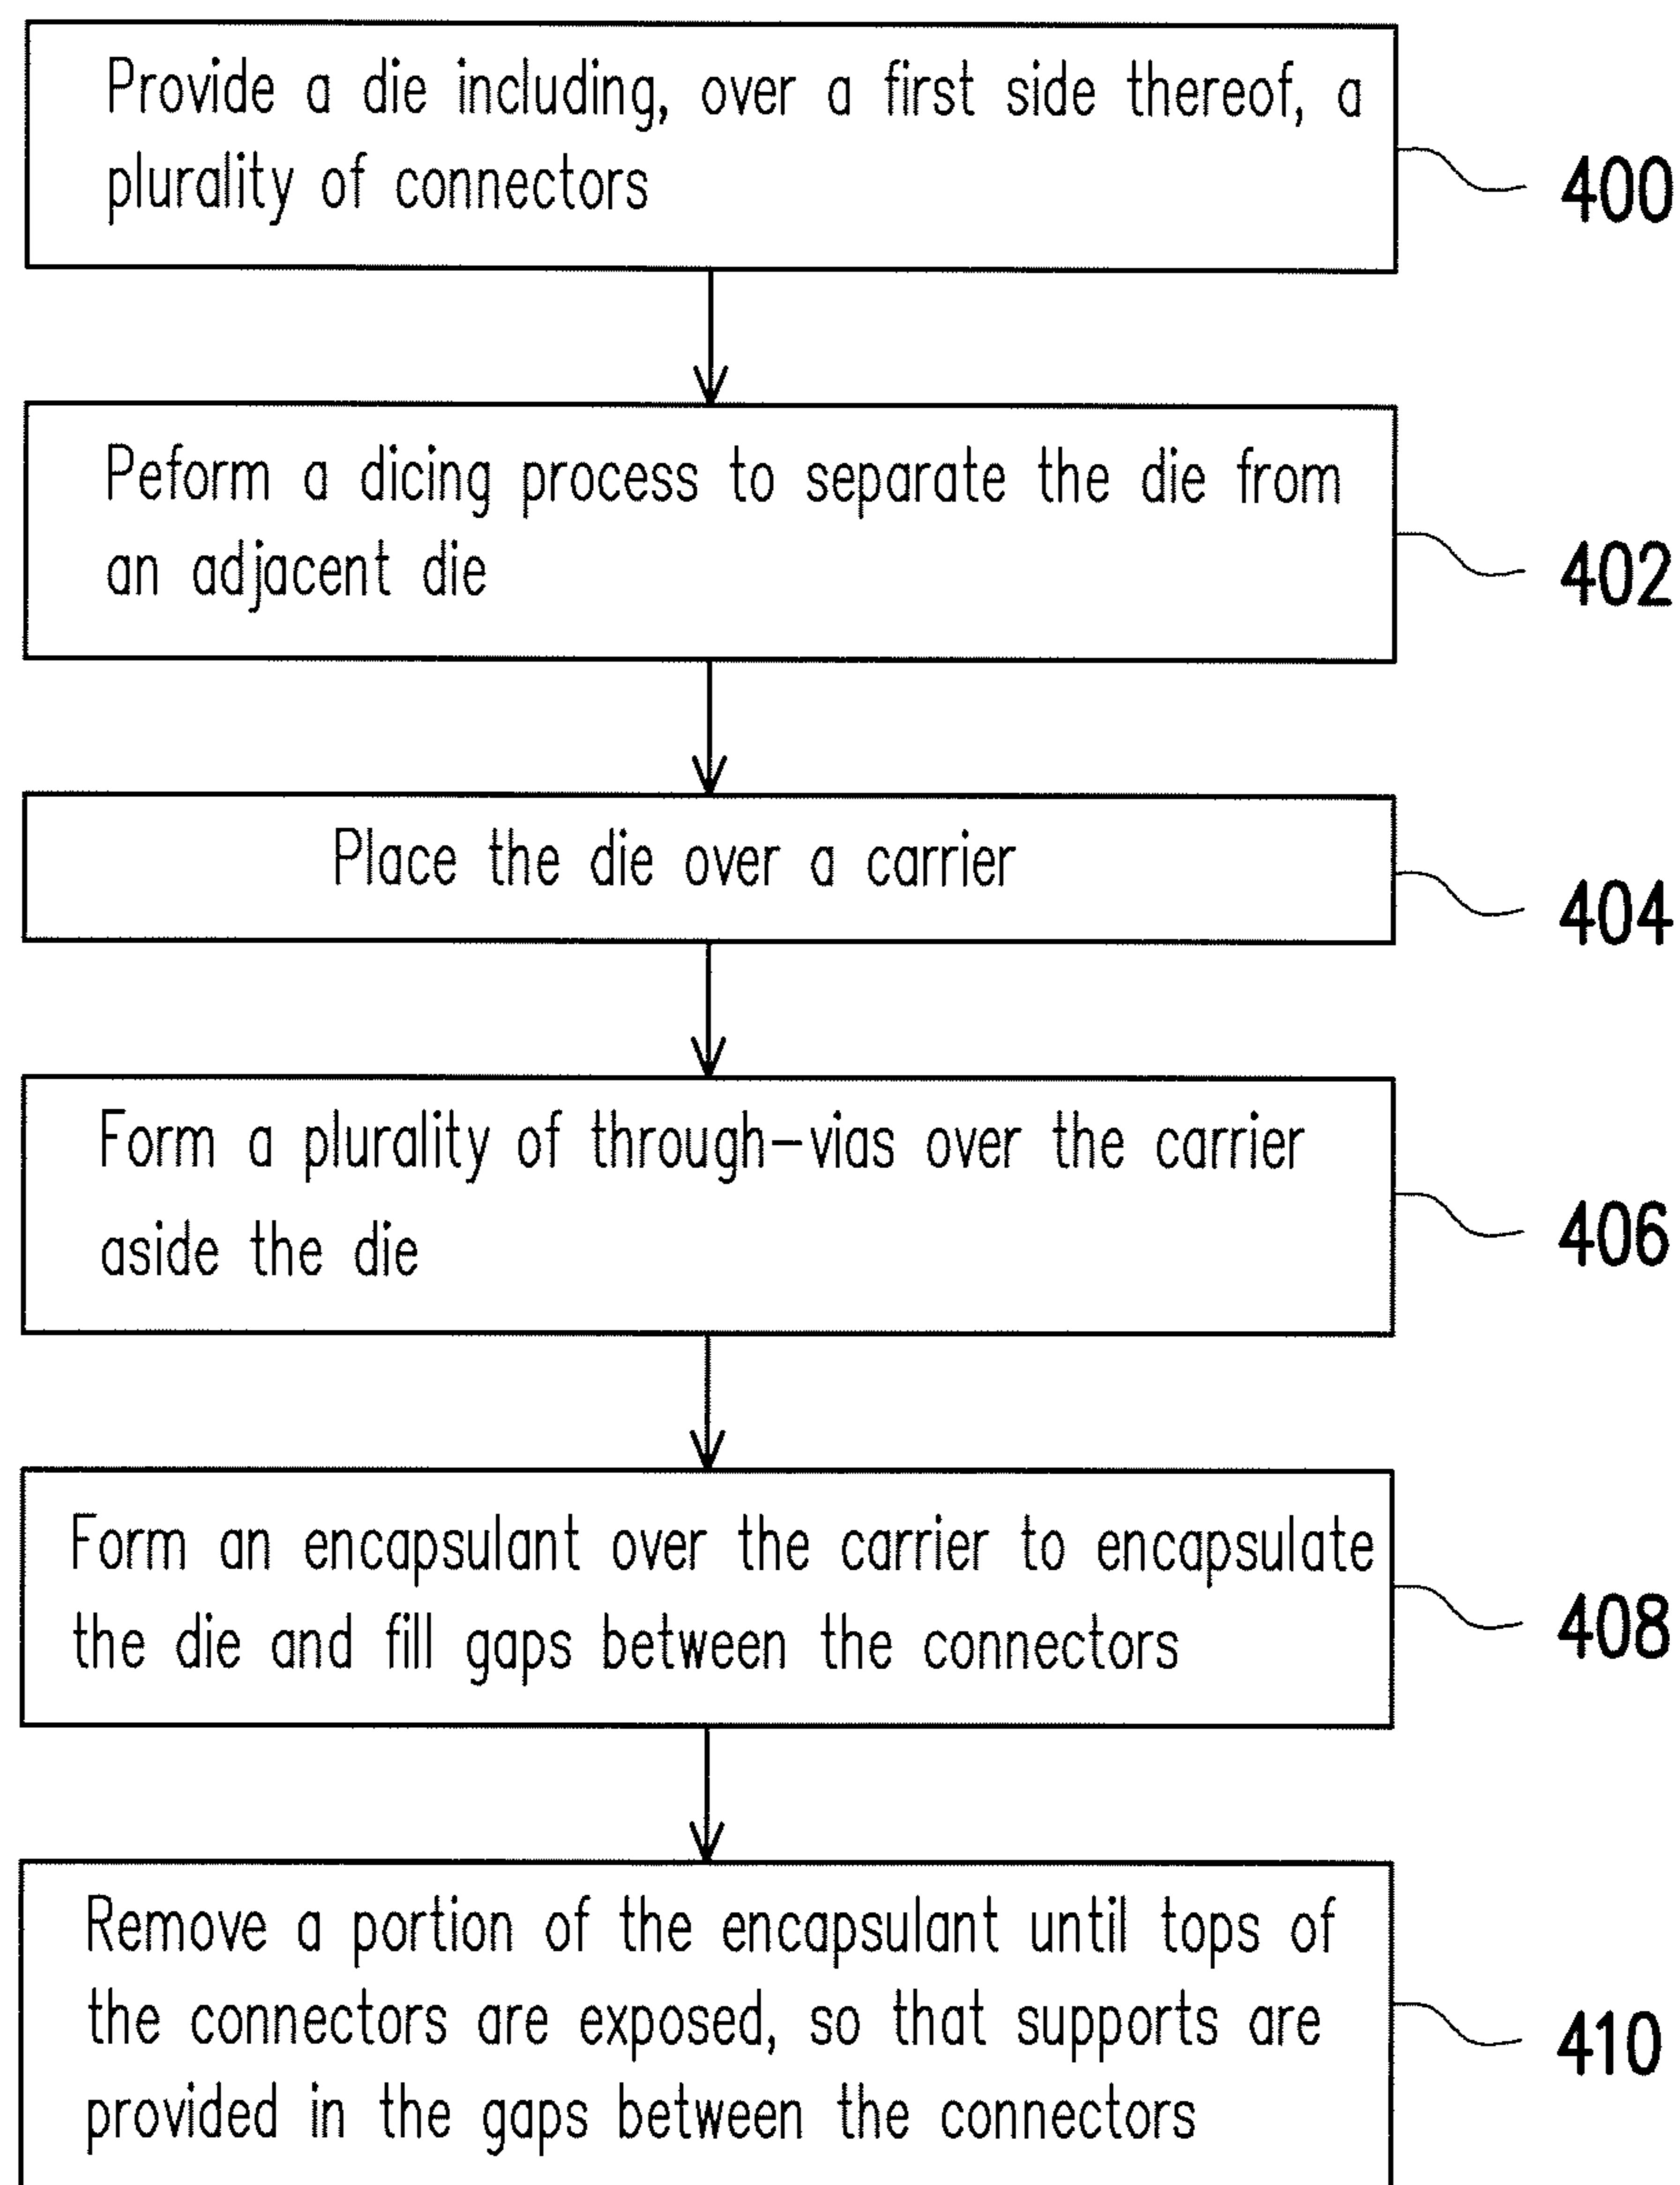 Provide a die including, over a first side thereof, a
plurality of connectors
400
Peform a dicing process to separate the die from
an adjacent die
402
Place the die over a carrier
404
Form a plurality of through-vias over the carrier
aside the die
406
Form an encapsulant over the carrier to encapsulate
the die and fill gaps between the connectors
408
Remove a portion of the encapsulant until tops of
the connectors are exposed, so that supports are
provided in the gaps between the connectors
410